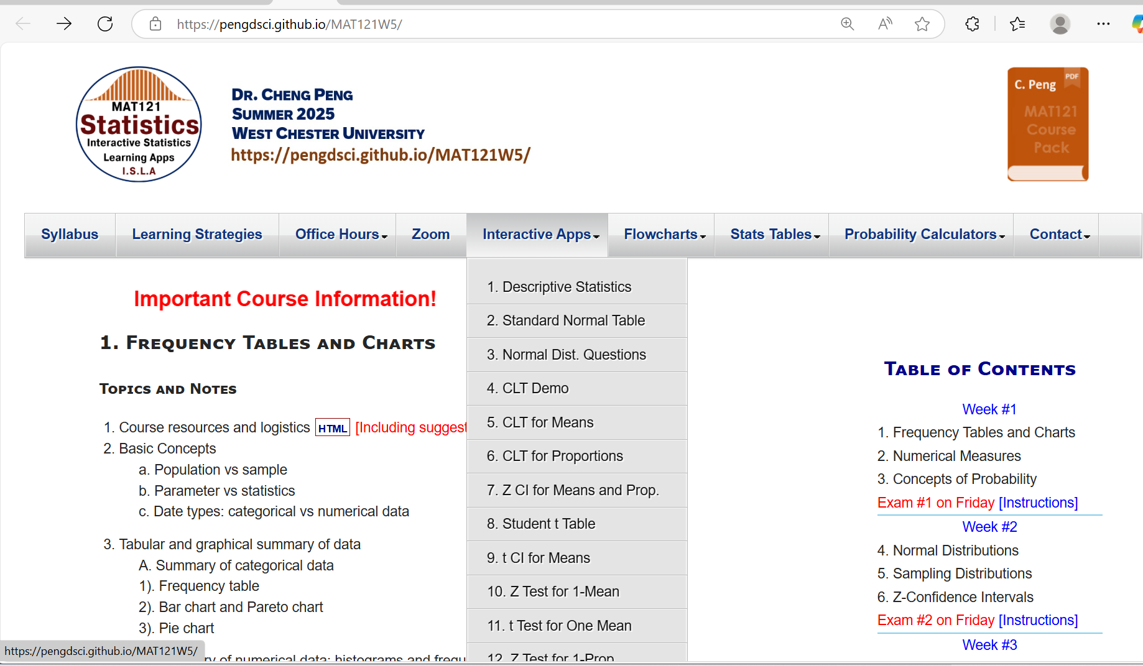 https://pengdsci.github.io/MAT121W5/
MAT121
Statistics
Interactive Statistics
Learning Apps
I.S.L.A
DR. CHENG PENG
SUMMER 2025
WEST CHESTER UNIVERSITY
https://pengdsci.github.io/MAT121W5/
PDF
C. Peng
MAT121
Course
Pack
Syllabus
Learning Strategies
Office Hours
Zoom
Interactive Apps
Flowcharts
Stats Tables
Probability Calculators
Contact
1. Descriptive Statistics
2. Standard Normal Table
3. Normal Dist. Questions
4. CLT Demo
5. CLT for Means
6. CLT for Proportions
7. Z CI for Means and Prop.
8. Student t Table
9. t CI for Means
10. Z Test for 1-Mean
11. t Test for One Mean
12. Z Test for 1-Prop
Important Course Information!
1. FREQUENCY TABLES AND CHARTS
TOPICS AND NOTES
1. Course resources and logistics HTML [Including suggest
2. Basic Concepts
a. Population vs sample
b. Parameter vs statistics
c. Date types: categorical vs numerical data
3. Tabular and graphical summary of data
A. Summary of categorical data
1). Frequency table
2). Bar chart and Pareto chart
3). Pie chart
ry of numerical data: histograms and frequ
https://pengdsci.github.io/MAT121W5/
TABLE OF CONTENTS
Week #1
1. Frequency Tables and Charts
2. Numerical Measures
3. Concepts of Probability
Exam #1 on Friday [Instructions]
Week #2
4. Normal Distributions
5. Sampling Distributions
6. Z-Confidence Intervals
Exam #2 on Friday [Instructions]
Week #3